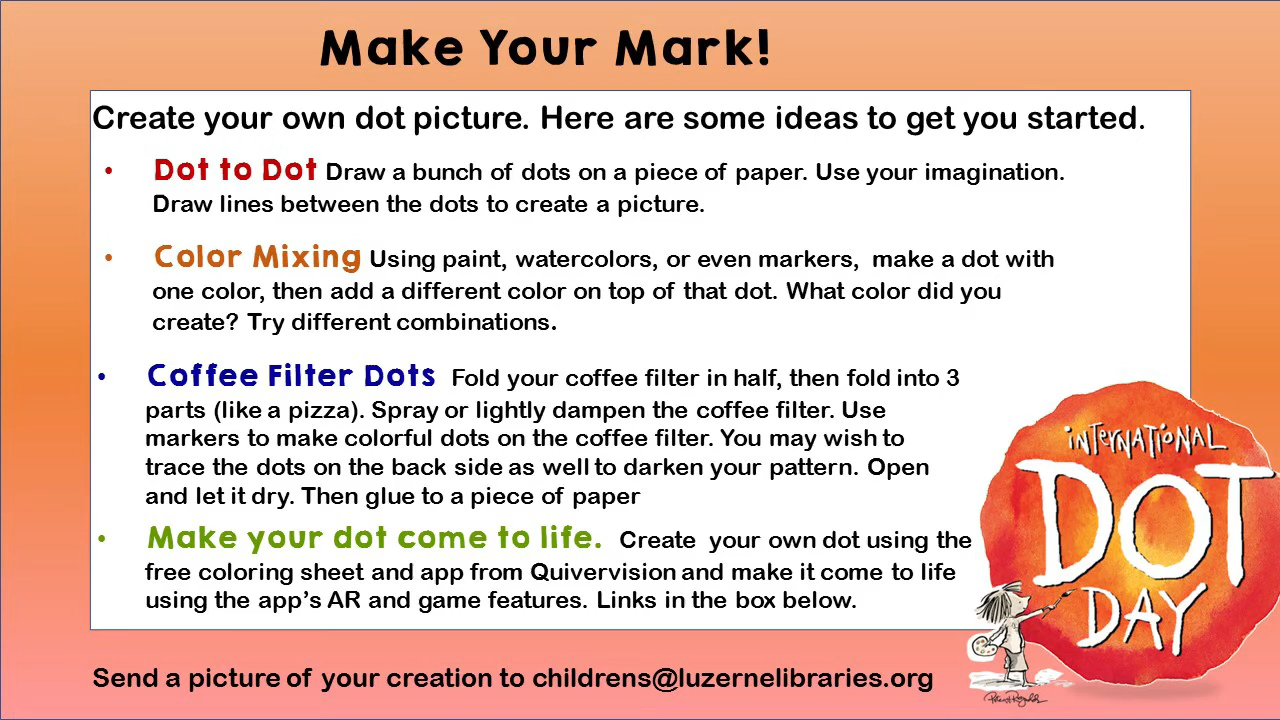 Make Your Mark!
Create your own dot picture. Here are some ideas to get you started.
• Dot to Dot Draw a bunch of dots on a piece of paper. Use your imagination.
Draw lines between the dots to create a picture.
• Color Mixing Using paint, watercolors, or even markers, make a dot with
one color, then add a different color on top of that dot. What color did you
create? Try different combinations.
• Coffee Filter Dots Fold your coffee filter in half, then fold into 3
parts (like a pizza). Spray or lightly dampen the coffee filter. Use
markers to make colorful dots on the coffee filter. You may wish to
trace the dots on the back side as well to darken your pattern. Open
and let it dry. Then glue to a piece of paper
• Make your dot come to life. Create your own dot using the
free coloring sheet and app from Quivervision and make it come to life
using the app's AR and game features. Links in the box below.
INTERNATIONAL
DOT
DAY
Send a picture of your creation to childrens@luzernelibraries.org